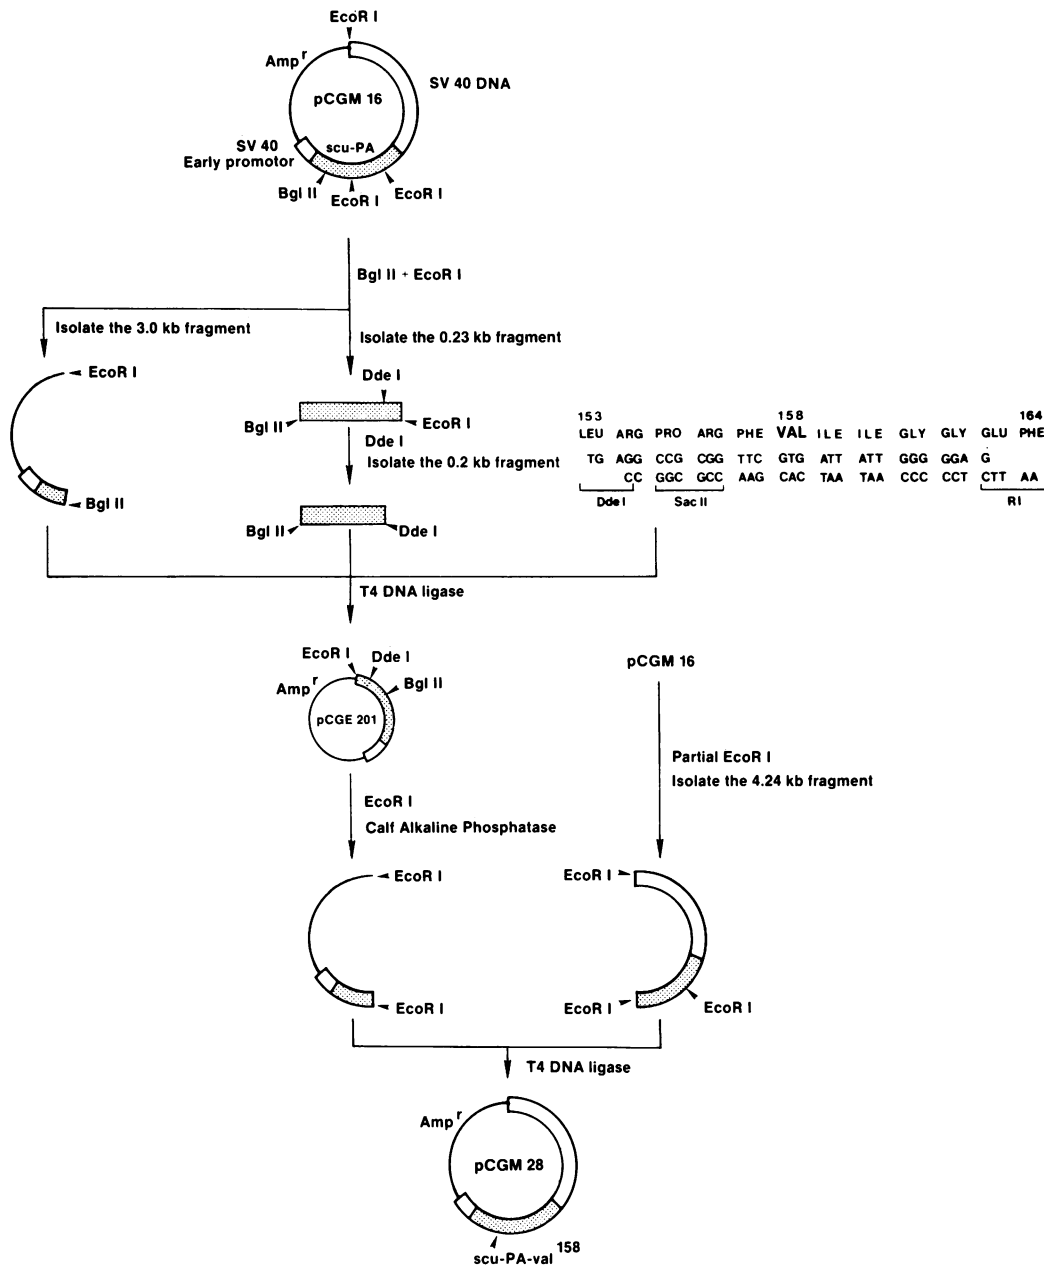 EcoR I
Amp r
SV 40 DNA
pCGM 16
SV 40
Early promotor
scu-PA
Bgl II
EcoR I
EcoR I
Bgl II + EcoR I
Isolate the 3.0 kb fragment
Isolate the 0.23 kb fragment
EcoR I
Dde I
Bgl II
EcoR I
Dde I
Isolate the 0.2 kb fragment
Bgl II
Bgl II
Dde I
153 158 164
LEU ARG PRO ARG PHE VAL ILE ILE GLY GLY GLU PHE
TG AGG CCG CGG TTC GTG ATT ATT GGG GGA G
CC GGC GCC AAG CAC TAA TAA CCC CCT CTT AA
Dde I Sac II RI
T4 DNA ligase
EcoR I
Dde I
Amp r
Bgl II
pCGE 201
pCGM 16
Partial EcoR I
Isolate the 4.24 kb fragment
EcoR I
Calf Alkaline Phosphatase
EcoR I
EcoR I
EcoR I
EcoR I
EcoR I
T4 DNA ligase
Amp r
pCGM 28
scu-PA-val 158